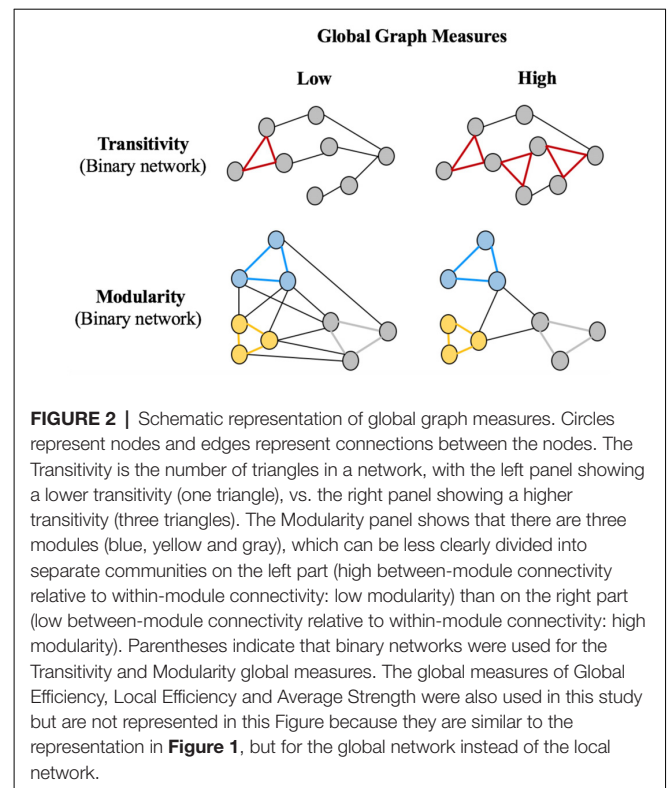 Global Graph Measures
Low
High
Transitivity
(Binary network)
Modularity
(Binary network)
FIGURE 2 | Schematic representation of global graph measures. Circles
represent nodes and edges represent connections between the nodes. The
Transitivity is the number of triangles in a network, with the left panel showing
a lower transitivity (one triangle), vs. the right panel showing a higher
transitivity (three triangles). The Modularity panel shows that there are three
modules (blue, yellow and gray), which can be less clearly divided into
separate communities on the left part (high between-module connectivity
relative to within-module connectivity: low modularity) than on the right part
(low between-module connectivity relative to within-module connectivity: high
modularity). Parentheses indicate that binary networks were used for the
Transitivity and Modularity global measures. The global measures of Global
Efficiency, Local Efficiency and Average Strength were also used in this study
but are not represented in this Figure because they are similar to the
representation in Figure 1, but for the global network instead of the local
network.